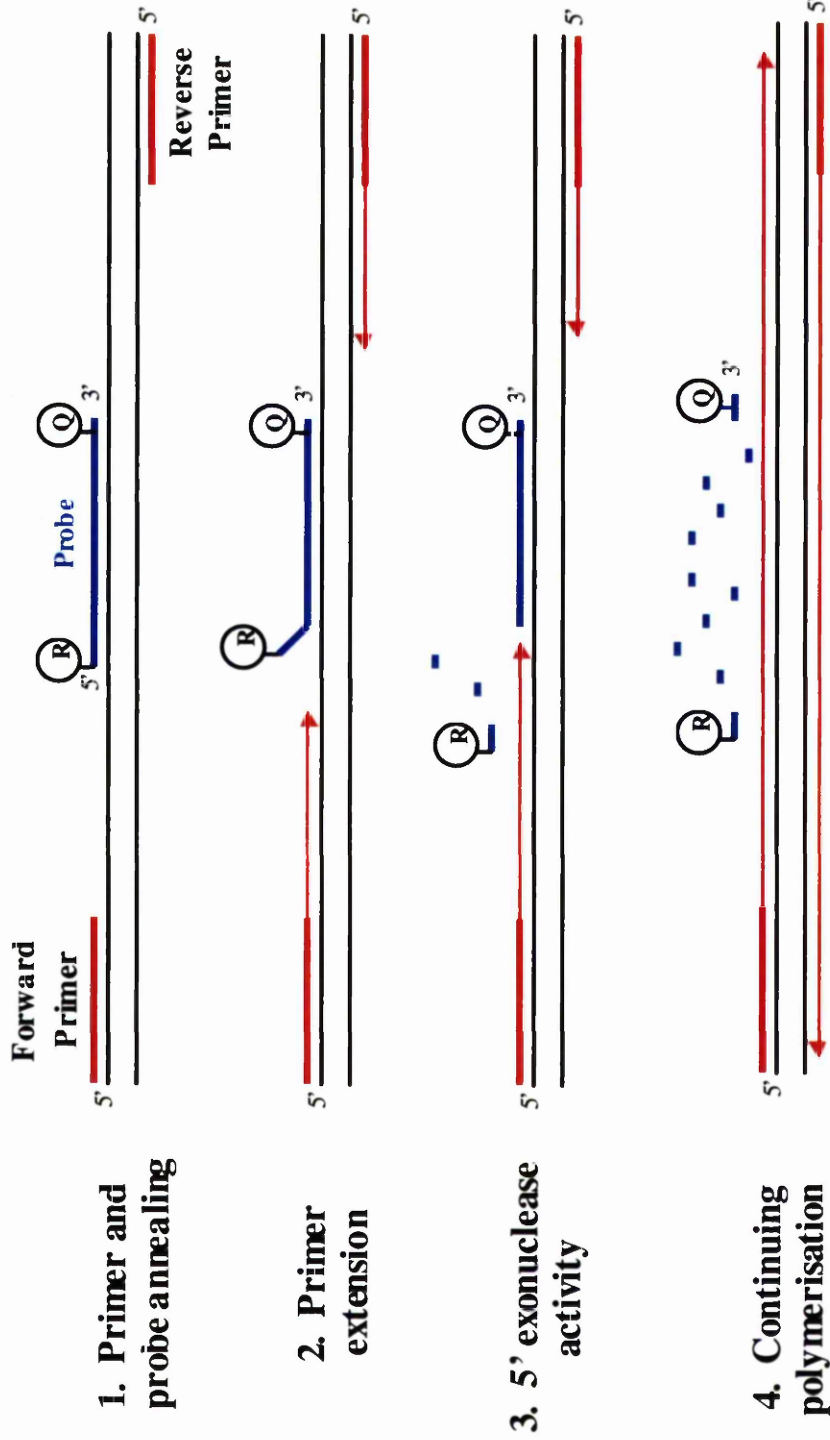 1. Primer and
probe annealing
Forward
Primer
5'
R
5'
Probe
Q
3'
5'
Reverse
Primer
2. Primer
extension
5'
R
Q
3'
5'
3. 5' exonuclease
activity
5'
R
Q
3'
5'
4. Continuing
polymerisation
5'
R
Q
3'
5'